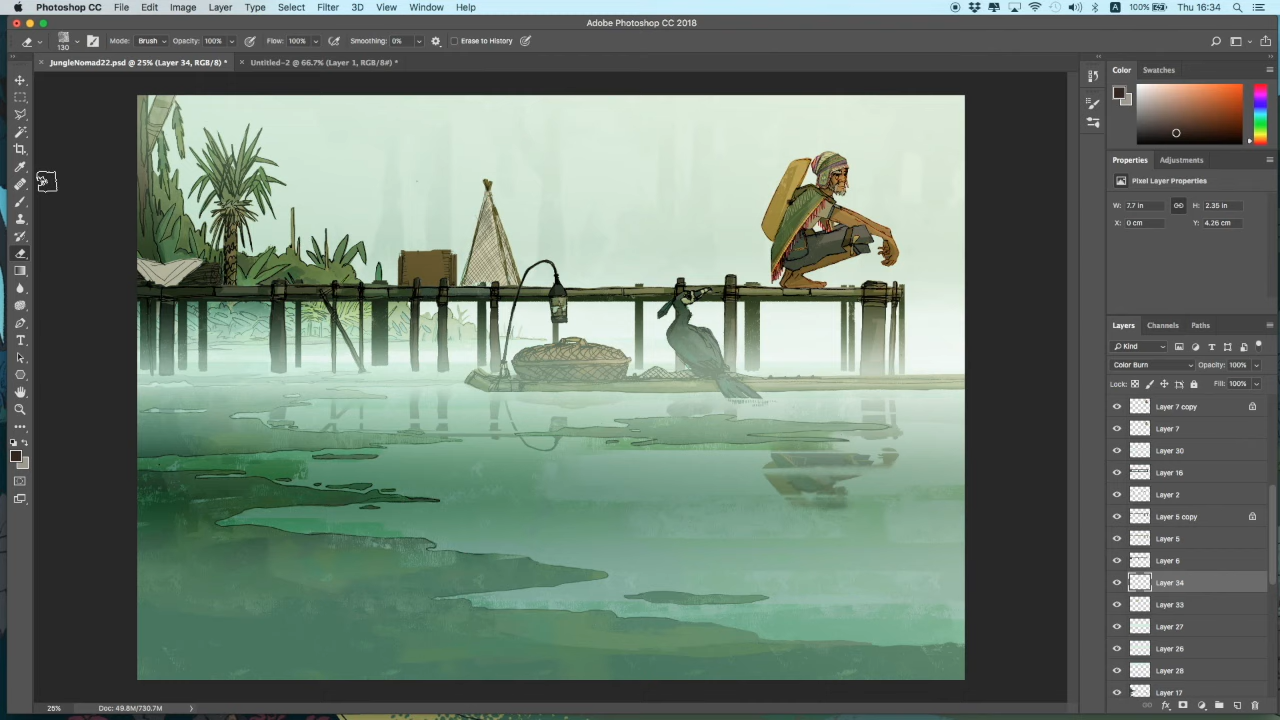 Photoshop CC File Edit Image Layer Type Select Filter 3D View Window Help
A 100% Thu 16:34
Adobe Photoshop CC 2018
130 Mode: Brush Opacity: 100% Flow: 100% Smoothing: 0% Erase to History
JungleNomad22.psd @ 25% (Layer 34, RGB/8) * Untitled-2 @ 66.7% (Layer 1, RGB/8#) *
Color Swatches
Properties Adjustments
Pixel Layer Properties
W: 7.7 in H: 2.35 in
X: 0 cm Y: 4.26 cm
Layers Channels Paths
Kind
Color Burn Opacity: 100%
Lock: Fill: 100%
Layer 7 copy
Layer 7
Layer 30
Layer 16
Layer 2
Layer 5 copy
Layer 5
Layer 6
Layer 34
Layer 33
Layer 27
Layer 26
Layer 28
Layer 17
fx
Doc: 49.8M/730.7M